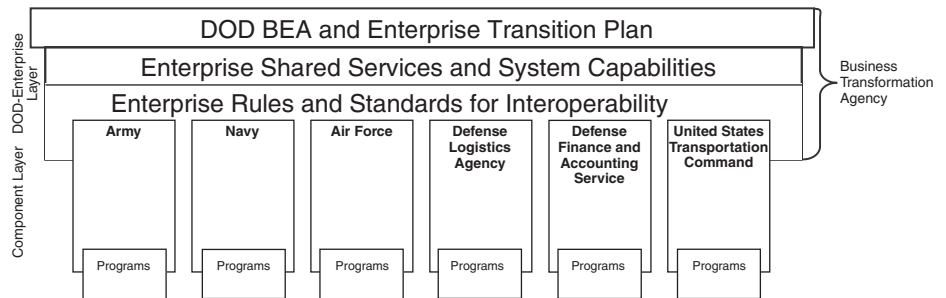 DOD BEA and Enterprise Transition Plan
Enterprise Shared Services and System Capabilities
Enterprise Rules and Standards for Interoperability
DOD-Enterprise
Layer
Component Layer
Business
Transformation
Agency
Army
Navy
Air Force
Defense
Logistics
Agency
Defense
Finance and
Accounting
Service
United States
Transportation
Command
Programs
Programs
Programs
Programs
Programs
Programs